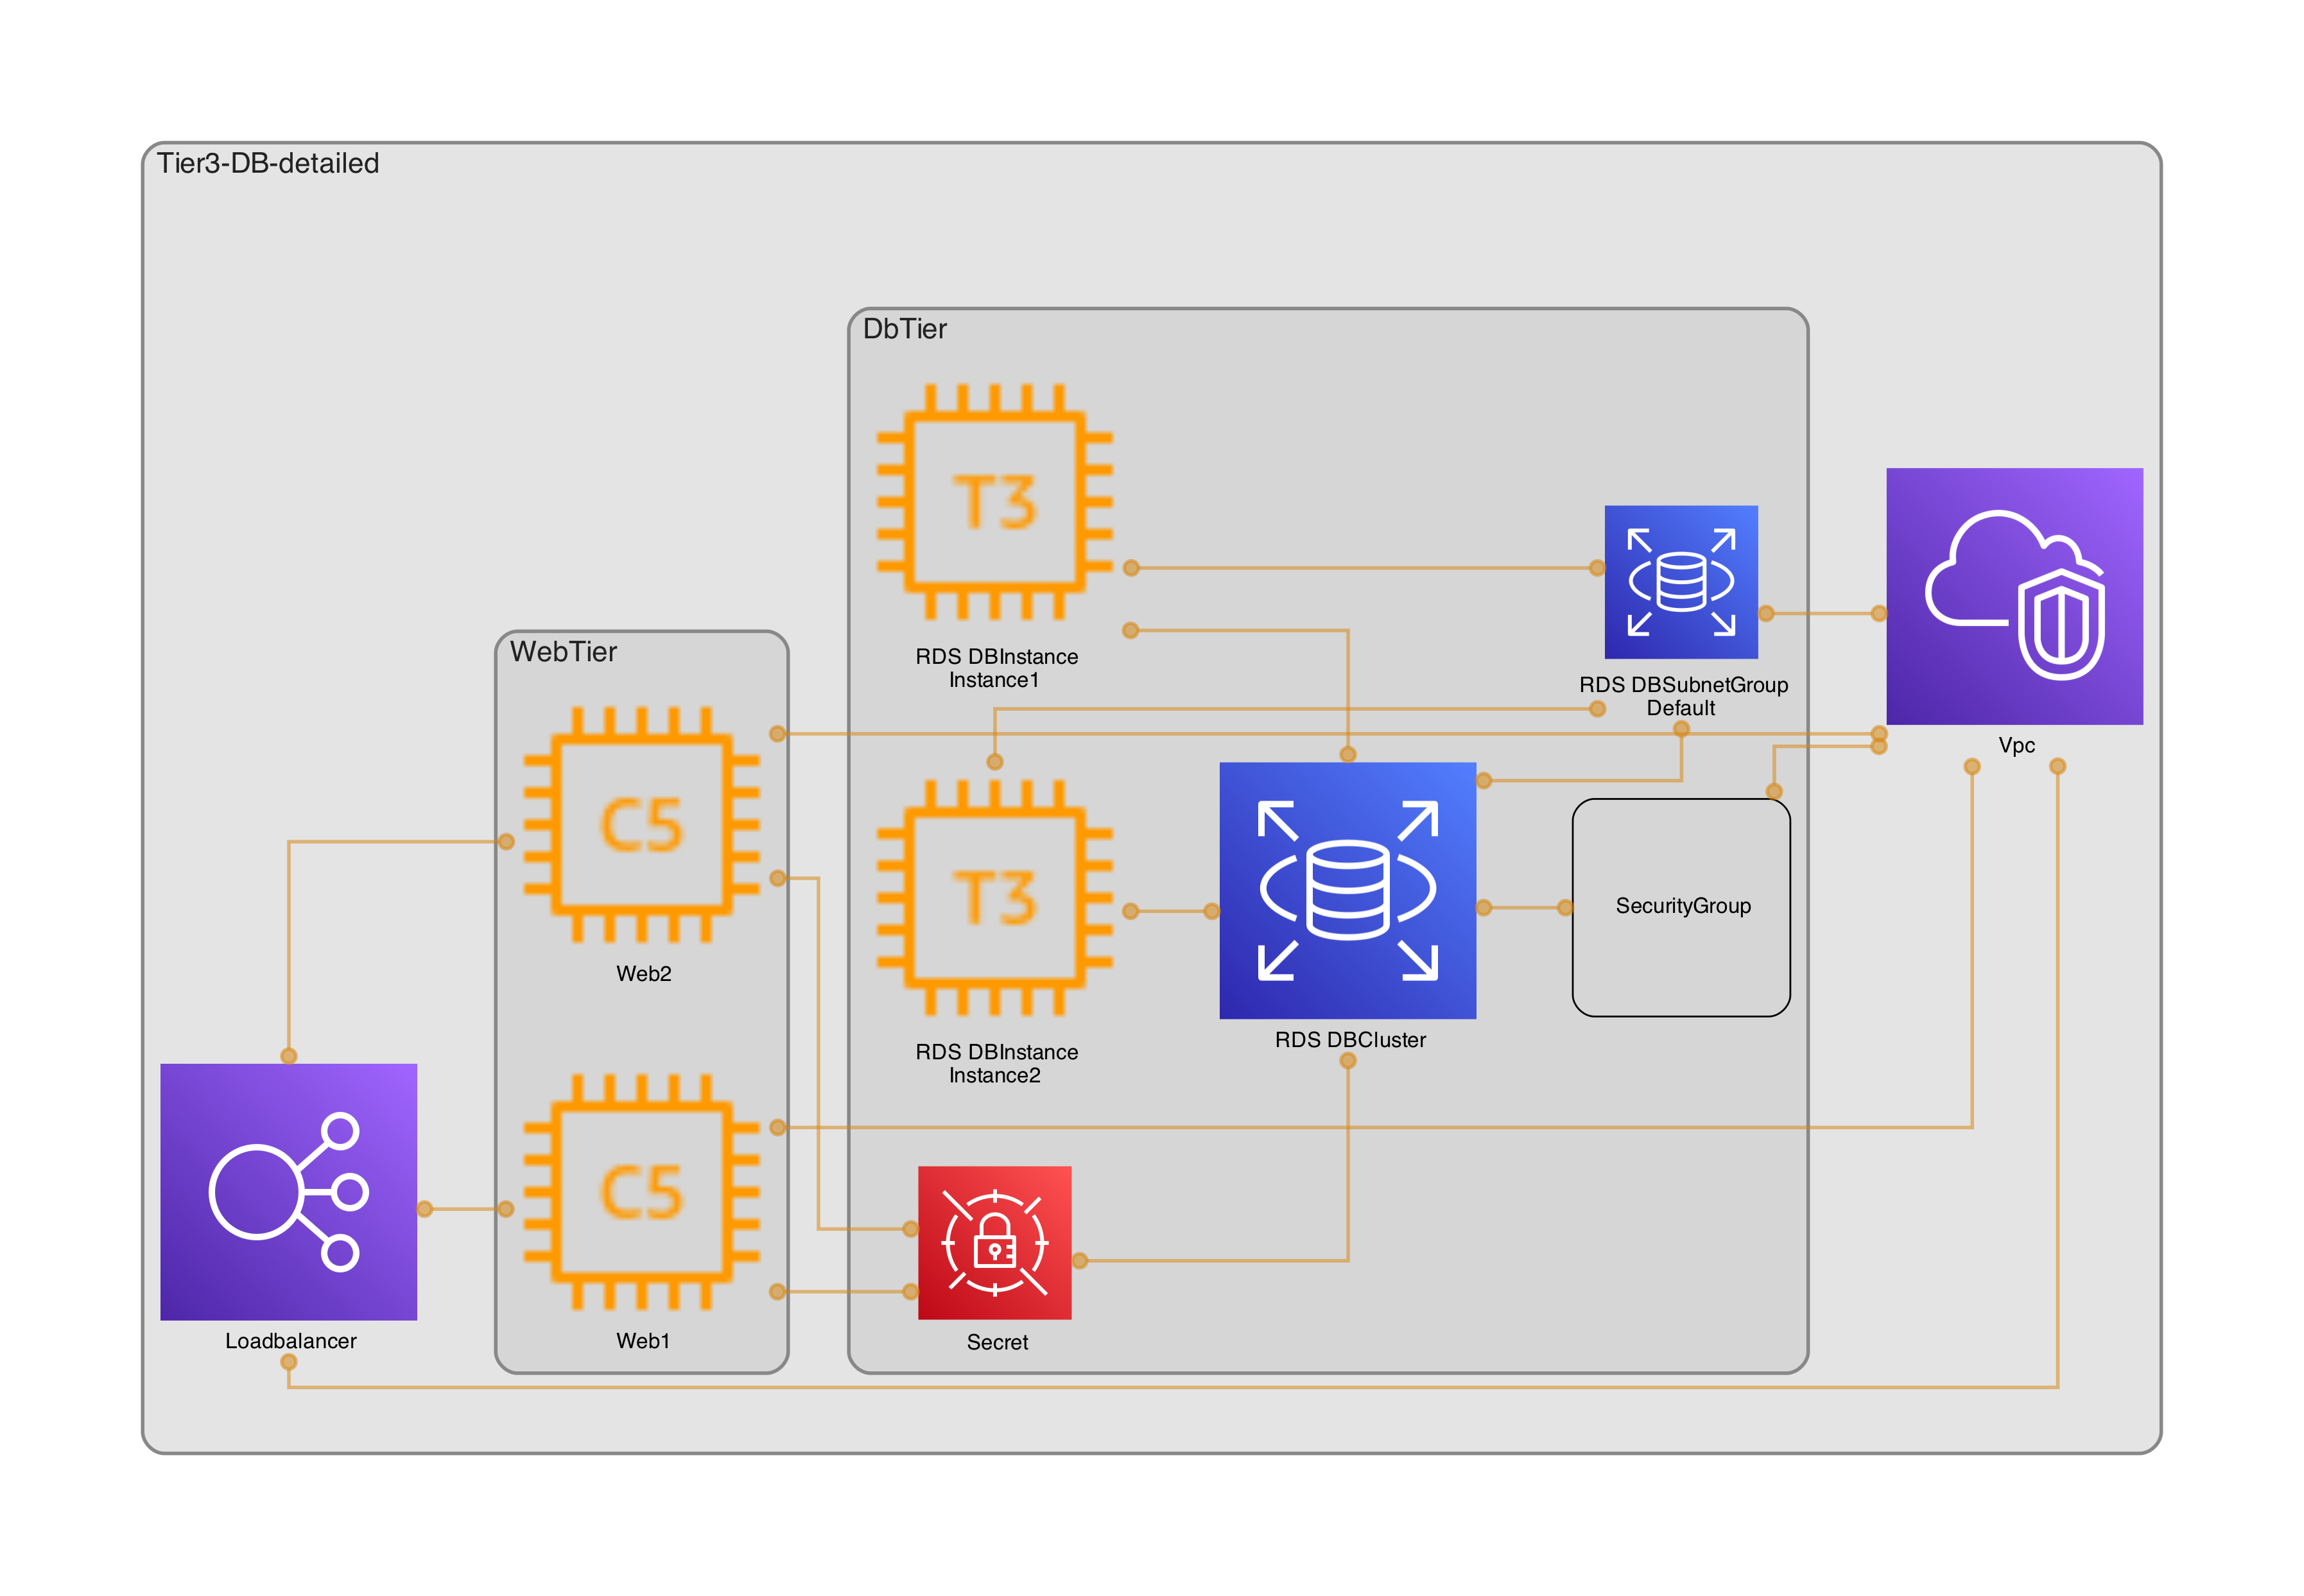 Tier3-DB-detailed
DbTier
T3
RDS DBInstance
Instance1
RDS DBSubnetGroup
Default
Vpc
WebTier
C5
Web2
T3
RDS DBInstance
Instance2
RDS DBCluster
SecurityGroup
Loadbalancer
C5
Web1
Secret